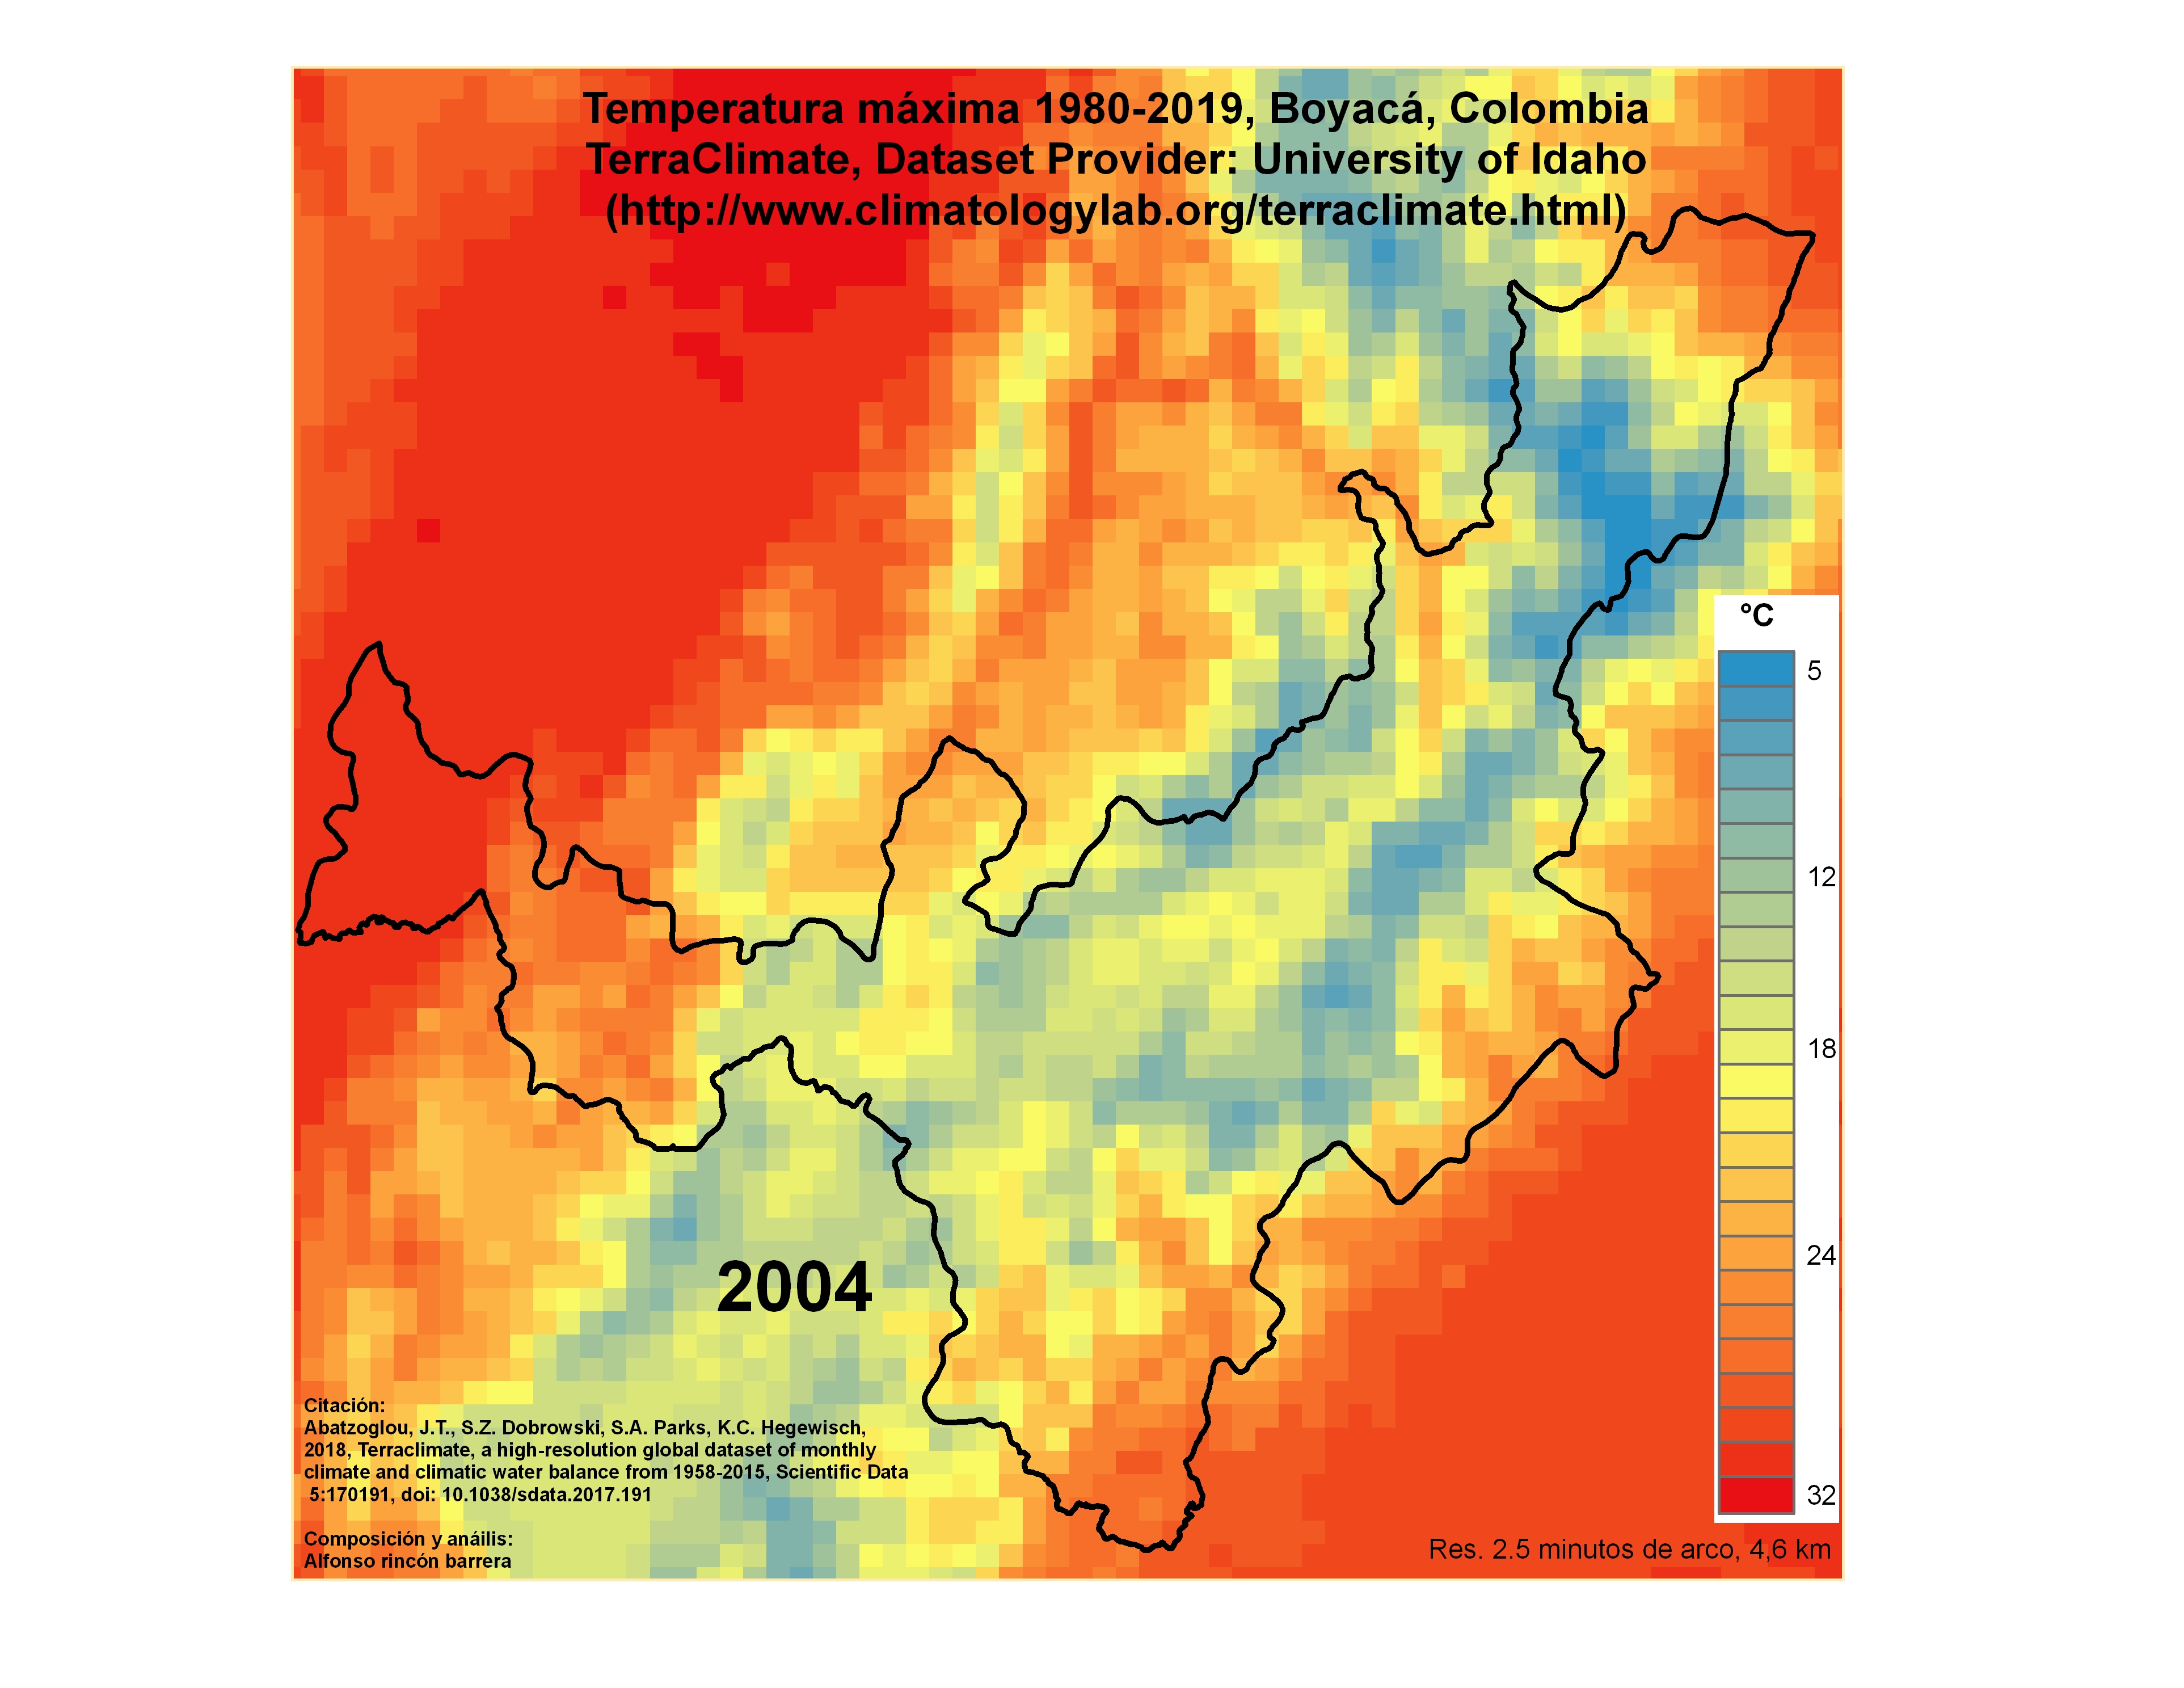 Temperatura máxima 1980-2019, Boyacá, Colombia
TerraClimate, Dataset Provider: University of Idaho
(http://www.climatologylab.org/terraclimate.html)
°C
5
12
18
24
32
2004
Citación:
Abatzoglou, J.T., S.Z. Dobrowski, S.A. Parks, K.C. Hegewisch,
2018, Terraclimate, a high-resolution global dataset of monthly
climate and climatic water balance from 1958-2015, Scientific Data
5:170191, doi: 10.1038/sdata.2017.191
Composición y anáilis:
Alfonso rincón barrera
Res. 2.5 minutos de arco, 4,6 km